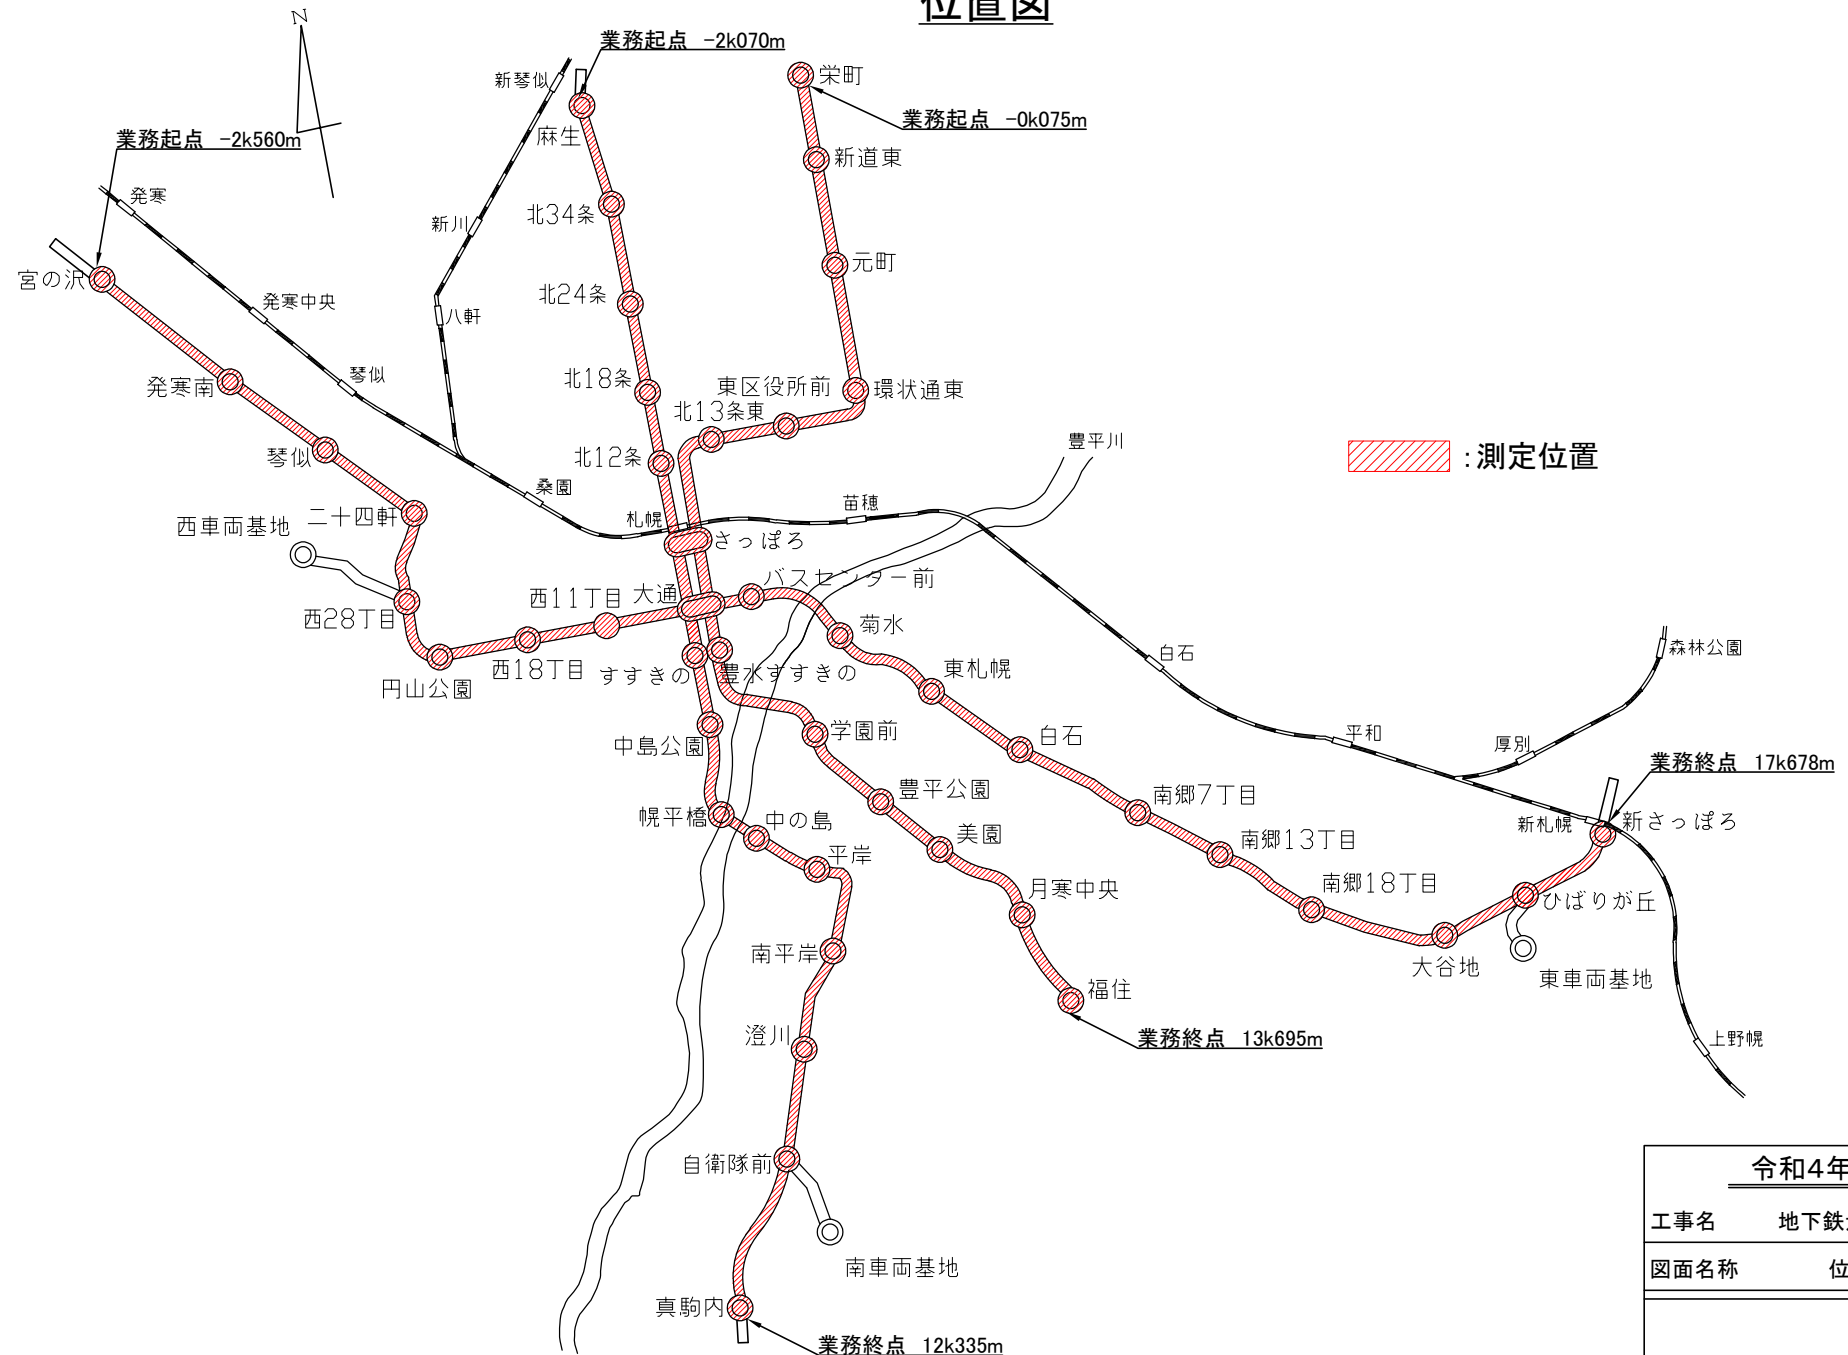 位置図
N
業務起点 -2k070m
新琴似
栄町
業務起点 -0k075m
麻生
業務起点 -2k560m
新道東
発寒
北34条
新川
元町
宮の沢
北24条
発寒中央
八軒
琴似
発寒南
北18条
東区役所前
環状通東
北13条東
豊平川
琴似
北12条
:測定位置
桑園
苗穂
二十四軒
西車両基地
札幌
さっぽろ
バスセンター前
大通
西11丁目
西28丁目
菊水
白石
森林公園
西18丁目
すすきの
豊水すすきの
東札幌
円山公園
学園前
中島公園
白石
平和
厚別
業務終点 17k678m
豊平公園
南郷7丁目
幌平橋
中の島
新札幌
新さっぽろ
美園
南郷13丁目
平岸
月寒中央
南郷18丁目
ひばりが丘
南平岸
大谷地
東車両基地
福住
澄川
業務終点 13k695m
上野幌
自衛隊前
南車両基地
真駒内
業務終点 12k335m
令和4年
工事名 地下鉄
図面名称 位